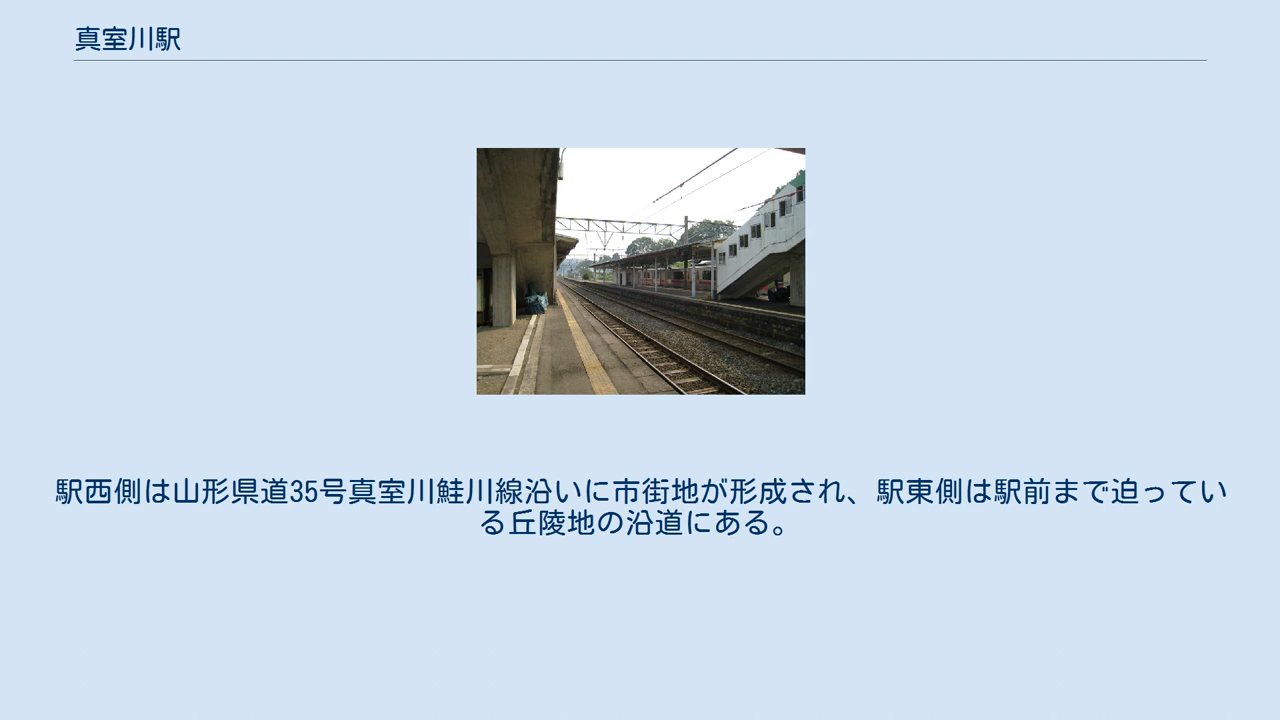 真室川駅
駅西側は山形県道35号真室川鮭川線沿いに市街地が形成され、駅東側は駅前まで迫ってい
る丘陵地の沿道にある。